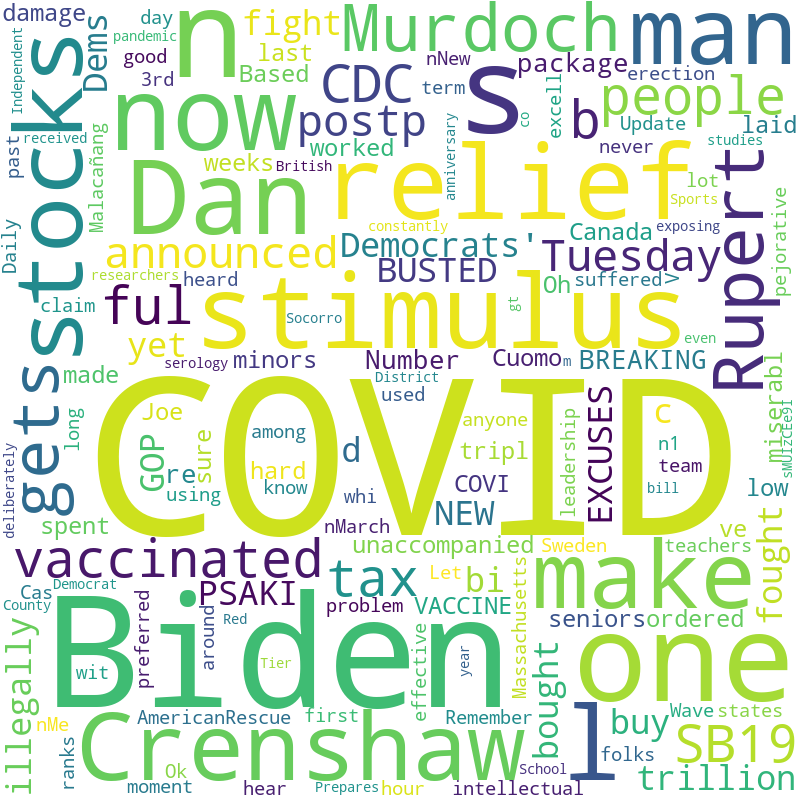 damage
day
pandemic
good
3rd
Independent
past
received
stocks
Dems
n
fight
last
Based
Murdoch
man
nNew
package
CDC
postp
term
s
excell
erection
people
b
Update
laid
co
never
studies
now
Malacañang
weeks
worked
British
anniversary
relief
lot
Sports
Rupert
pejorative
Dan
Daily
constantly
Canada
exposing
announced
Democrats'
Tuesday
researchers
heard
BUSTED
Oh
suffered>
claim
ful
stimulus
gt
Socorro
even
yet
minors
Number
Cuomo
m
BREAKING
serology
made
gets
District
used
COVID
Joe
among
anyone
leadership
EXCUSES
c
miserabl
sMUIzcEe9I
long
GOP
sure
d
tripl
n1
re
hard
team
using
know
whi
COVI
bill
low
deliberately
spent
nMarch
NEW
vaccinated
unaccompanied
Sweden
ve
teachers
fought
Cas
Democrat
PSAKI
tax
Let
bi
make
County
preferred
problem
VACCINE
Massachusetts
seniors
ordered
Biden
around
Red
effective
one
wit
Tier
year
illegally
nMe
AmericanRescue
first
Remember
bought
l
buy
Wave
states
SB19
ranks
Crenshaw
Ok
folks
School
trillion
moment
hear
Prepares
hour
intellectual